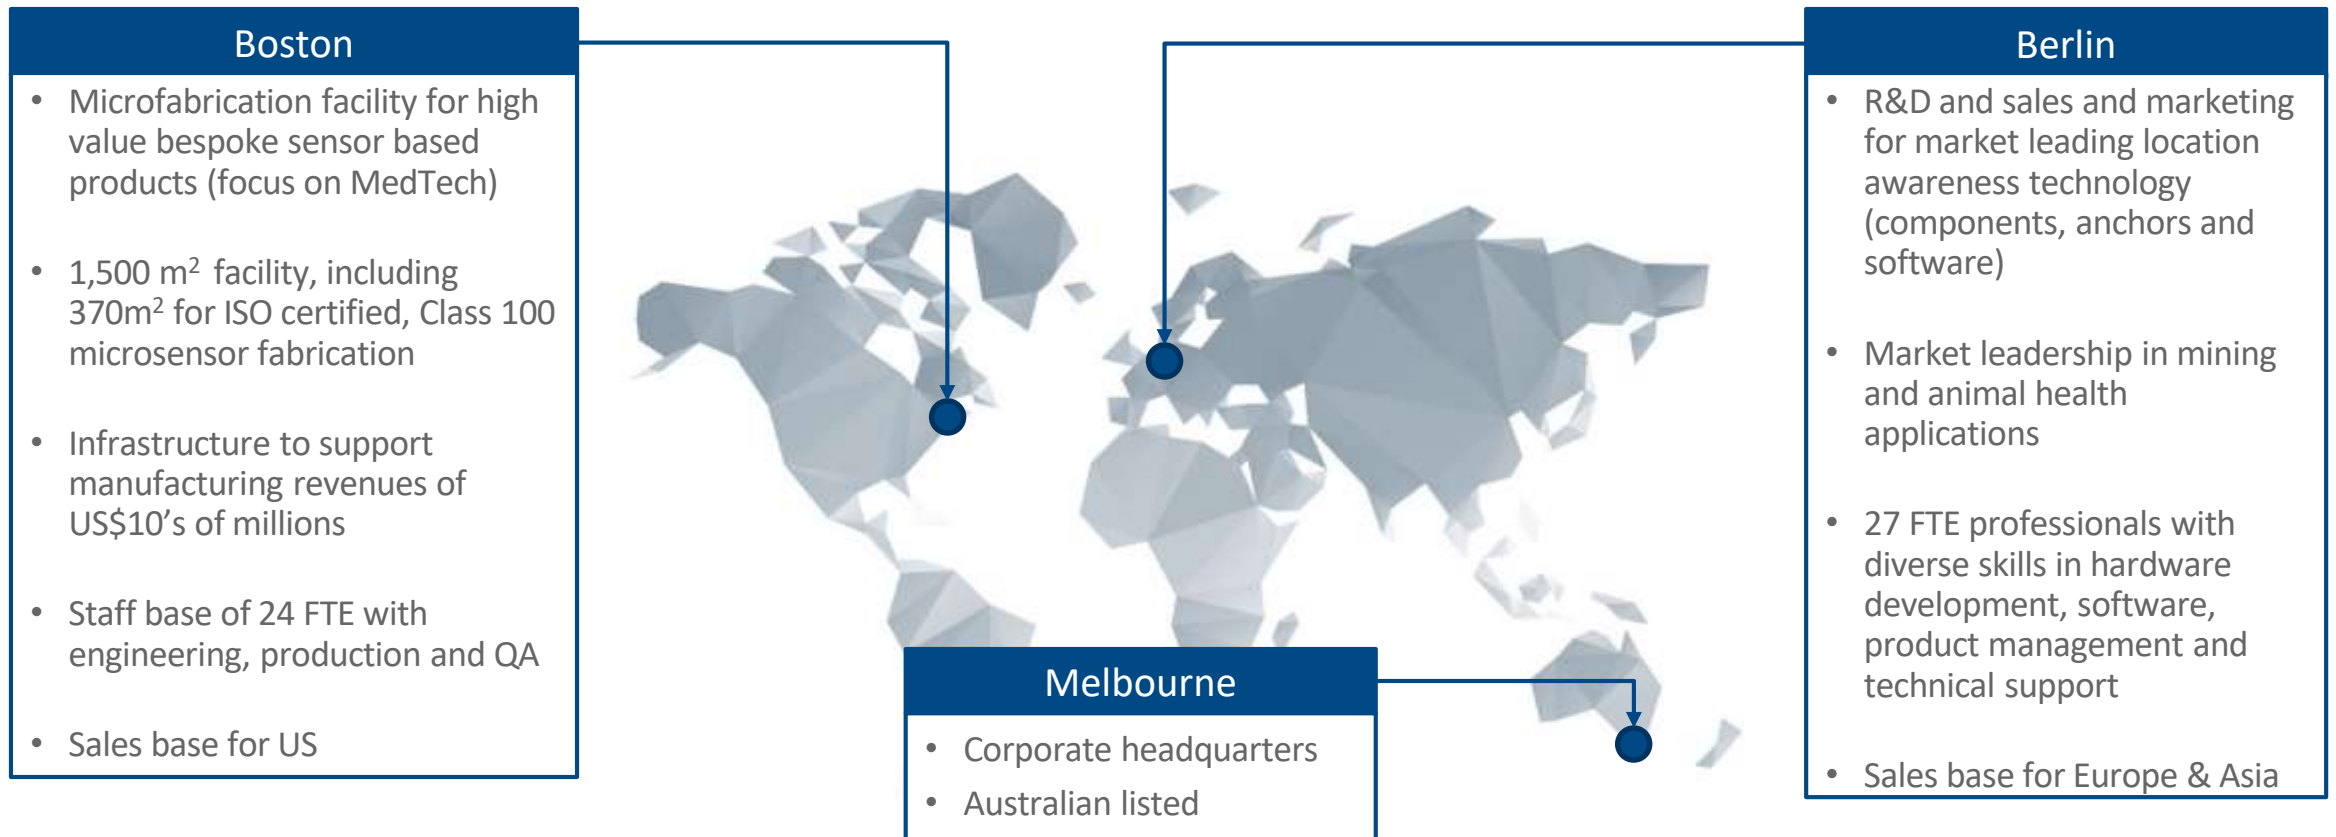 Boston
• Microfabrication facility for high
value bespoke sensor based
products (focus on MedTech)
• 1,500 m² facility, including
370m² for ISO certified, Class 100
microsensor fabrication
• Infrastructure to support
manufacturing revenues of
US$10’s of millions
• Staff base of 24 FTE with
engineering, production and QA
• Sales base for US
Melbourne
• Corporate headquarters
• Australian listed
Berlin
• R&D and sales and marketing
for market leading location
awareness technology
(components, anchors and
software)
• Market leadership in mining
and animal health
applications
• 27 FTE professionals with
diverse skills in hardware
development, software,
product management and
technical support
• Sales base for Europe & Asia